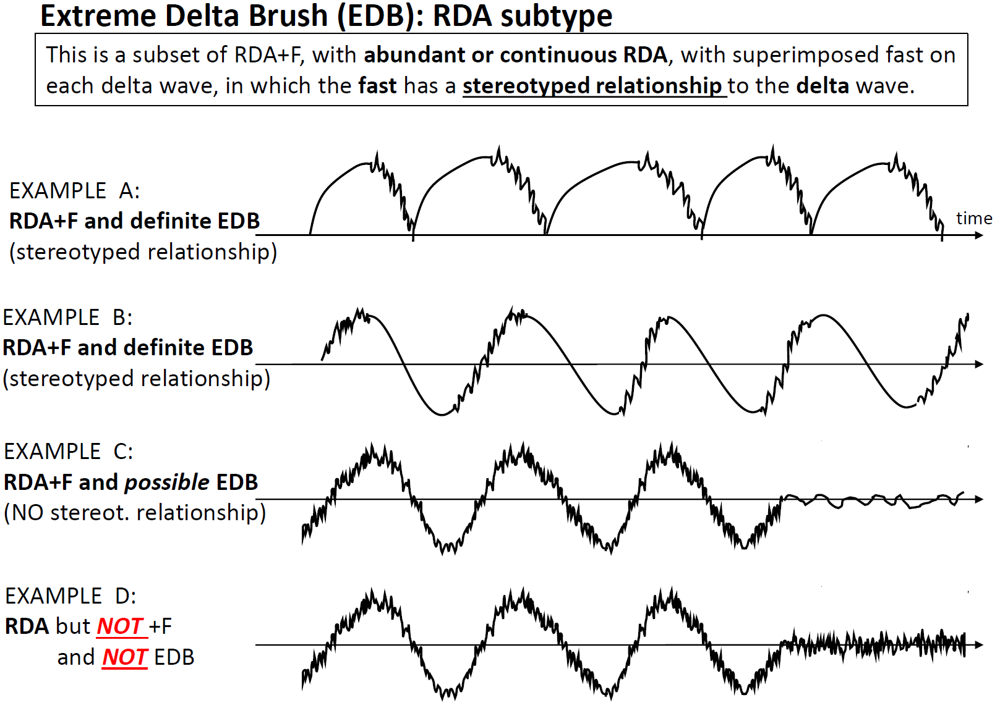 Extreme Delta Brush (EDB): RDA subtype
This is a subset of RDA+F, with abundant or continuous RDA, with superimposed fast on
each delta wave, in which the fast has a stereotyped relationship to the delta wave.
EXAMPLE A:
RDA+F and definite EDB
(stereotyped relationship)
time
EXAMPLE B:
RDA+F and definite EDB
(stereotyped relationship)
EXAMPLE C:
RDA+F and possible EDB
(NO stereot. relationship)
EXAMPLE D:
RDA but NOT +F
and NOT EDB